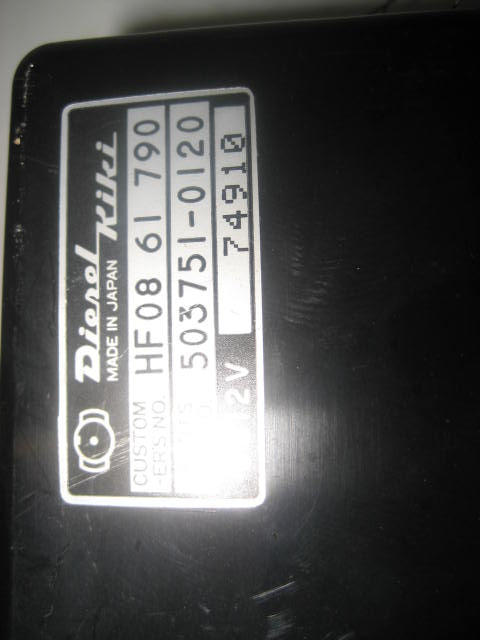 Diesel Kiki
MADE IN JAPAN
CUSTOM
-ERS NO. HF08 61 790
503751-0120
2V 74910